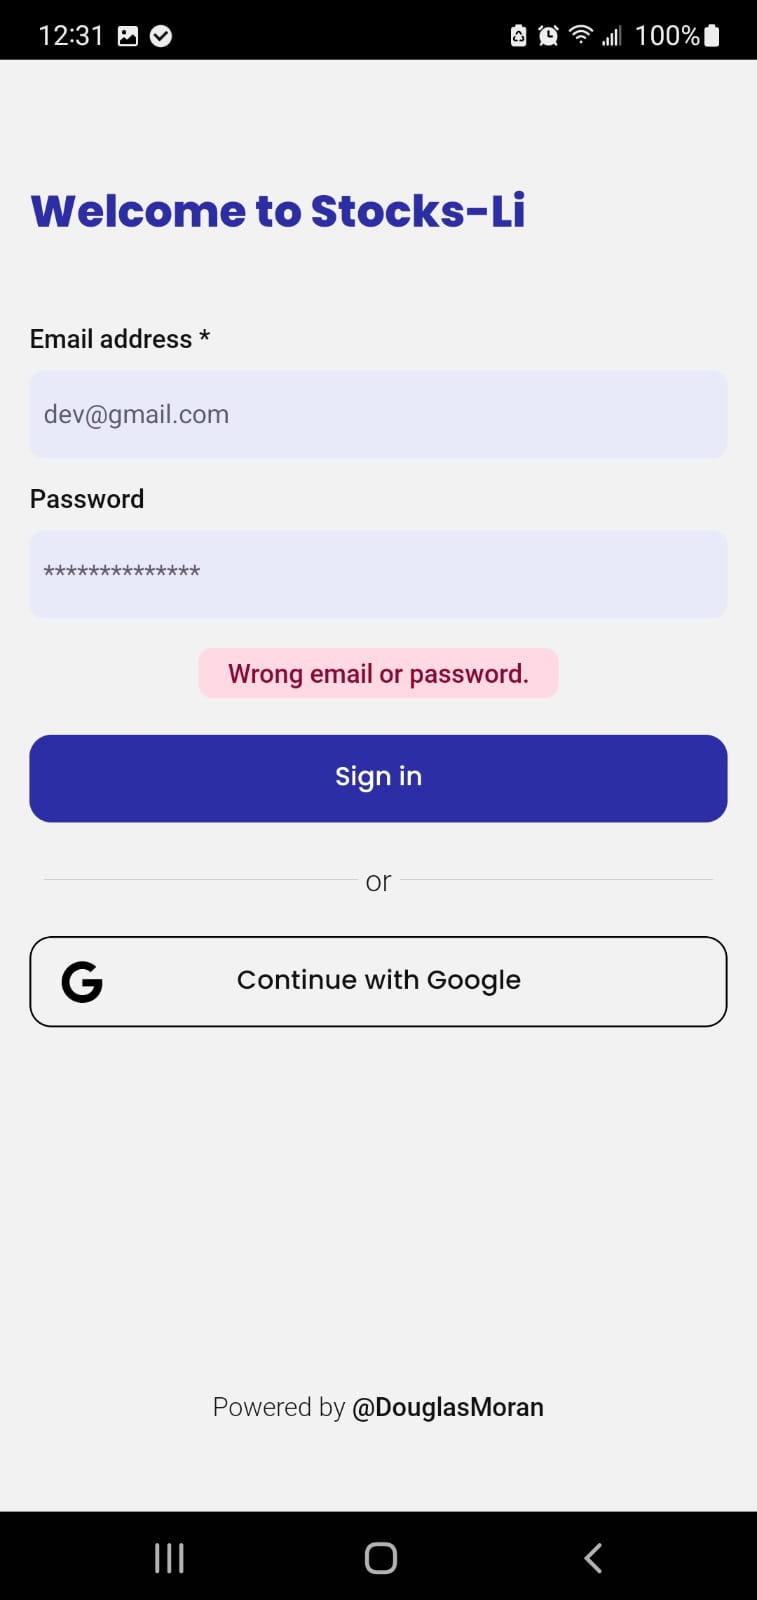 12:31 100%
Welcome to Stocks-Li
Email address *
dev@gmail.com
Password
**************
Wrong email or password.
Sign in
or
Continue with Google
Powered by @DouglasMoran